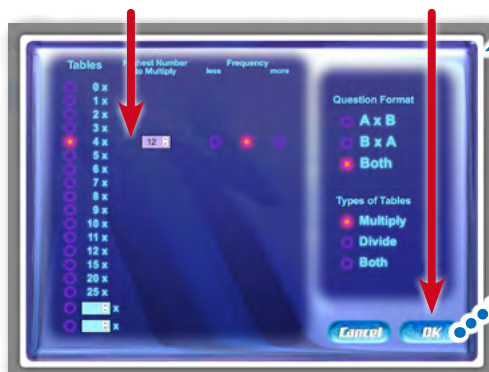 Tables
Highest Number
to Multiply
Frequency
less
more
0 x
1 x
2 x
3 x
4 x
12
5 x
6 x
7 x
8 x
9 x
10 x
11 x
12 x
15 x
20 x
25 x
x
x
Question Format
A x B
B x A
Both
Types of Tables
Multiply
Divide
Both
Cancel
OK